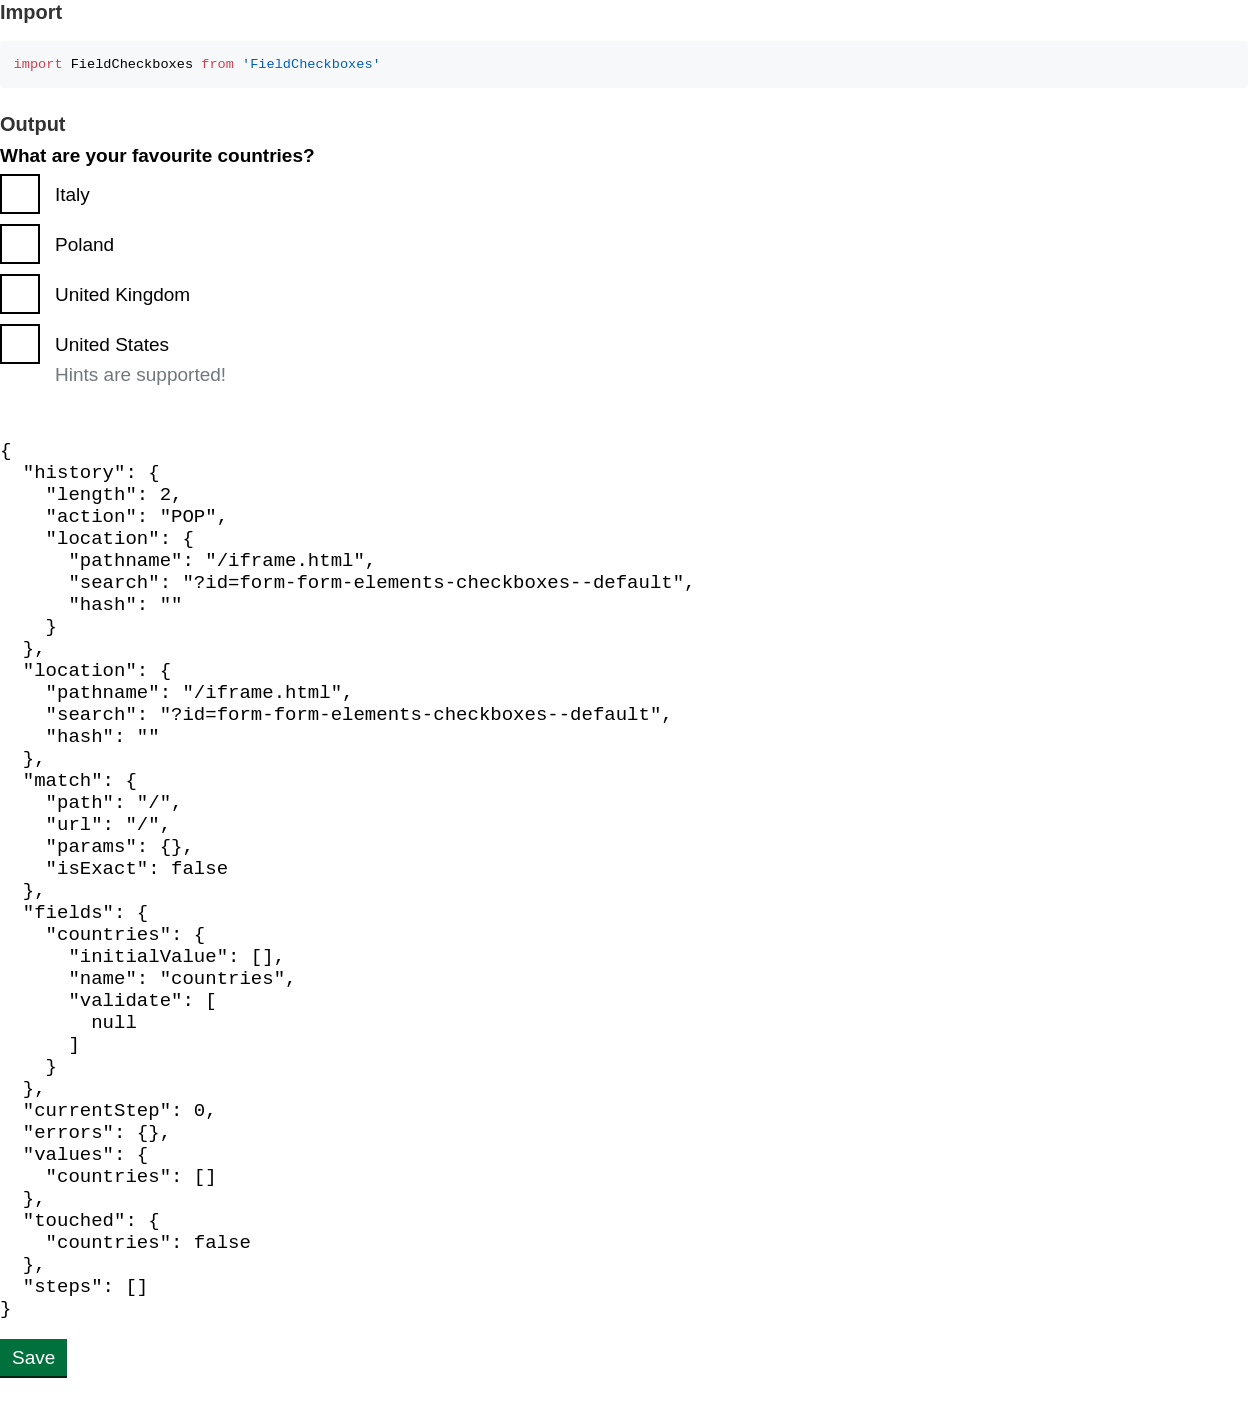 Import
import FieldCheckboxes from 'FieldCheckboxes'
Output
What are your favourite countries?
Italy
Poland
United Kingdom
United States
Hints are supported!
{
  "history": {
    "length": 2,
    "action": "POP",
    "location": {
      "pathname": "/iframe.html",
      "search": "?id=form-form-elements-checkboxes--default",
      "hash": ""
    }
  },
  "location": {
    "pathname": "/iframe.html",
    "search": "?id=form-form-elements-checkboxes--default",
    "hash": ""
  },
  "match": {
    "path": "/",
    "url": "/",
    "params": {},
    "isExact": false
  },
  "fields": {
    "countries": {
      "initialValue": [],
      "name": "countries",
      "validate": [
        null
      ]
    }
  },
  "currentStep": 0,
  "errors": {},
  "values": {
    "countries": []
  },
  "touched": {
    "countries": false
  },
  "steps": []
}
Save